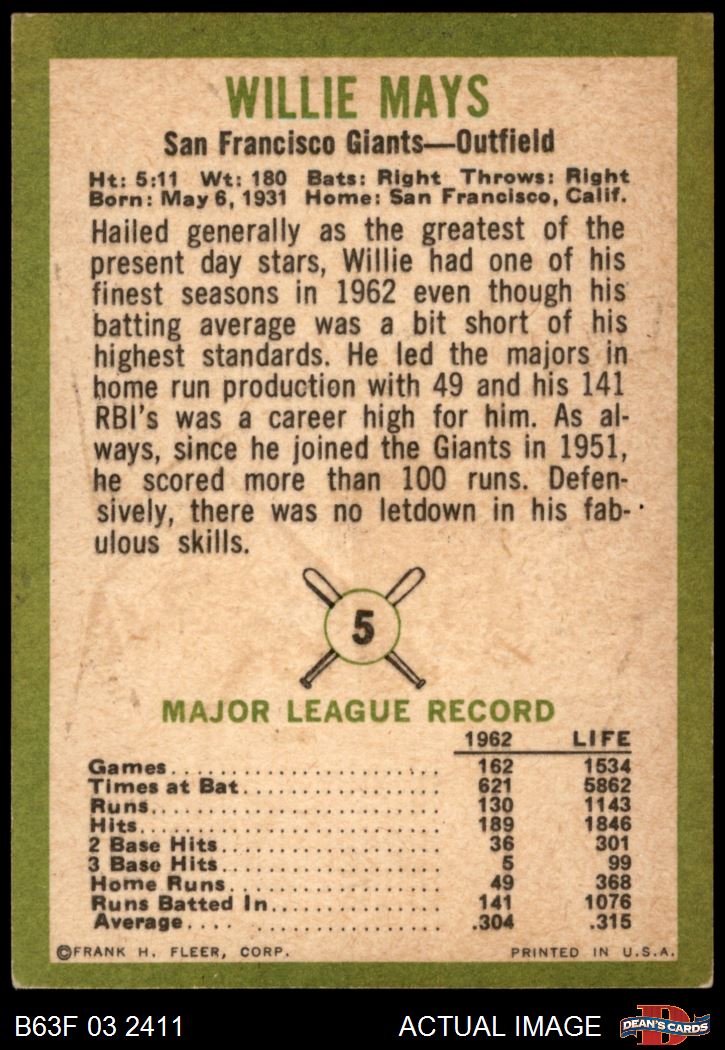 WILLIE MAYS
San Francisco Giants—Outfield
Ht: 5:11 Wt: 180 Bats: Right Throws: Right
Born: May 6, 1931 Home: San Francisco, Calif.
Hailed generally as the greatest of the
present day stars, Willie had one of his
finest seasons in 1962 even though his
batting average was a bit short of his
highest standards. He led the majors in
home run production with 49 and his 141
RBI's was a career high for him. As al-
ways, since he joined the Giants in 1951,
he scored more than 100 runs. Defen-
sively, there was no letdown in his fab-
ulous skills.
5
MAJOR LEAGUE RECORD
1962 LIFE
Games 162 1534
Times at Bat 621 5862
Runs 130 1143
Hits 189 1846
2 Base Hits 36 301
3 Base Hits 5 99
Home Runs 49 368
Runs Batted In 141 1076
Average .304 .315
©FRANK H. FLEER, CORP. PRINTED IN U.S.A.
B63F 03 2411 ACTUAL IMAGE D DEAN'S CARDS